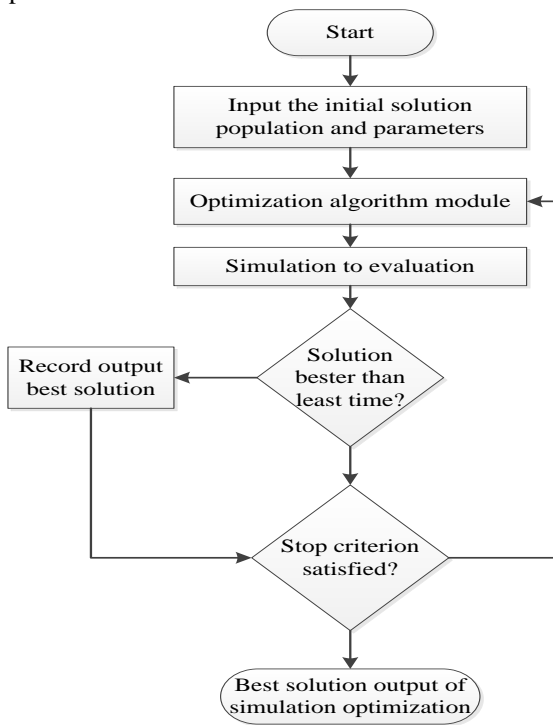 Start
Input the initial solution
population and parameters
Optimization algorithm module
Simulation to evaluation
Solution
bester than
least time?
Record output
best solution
Stop criterion
satisfied?
Best solution output of
simulation optimization